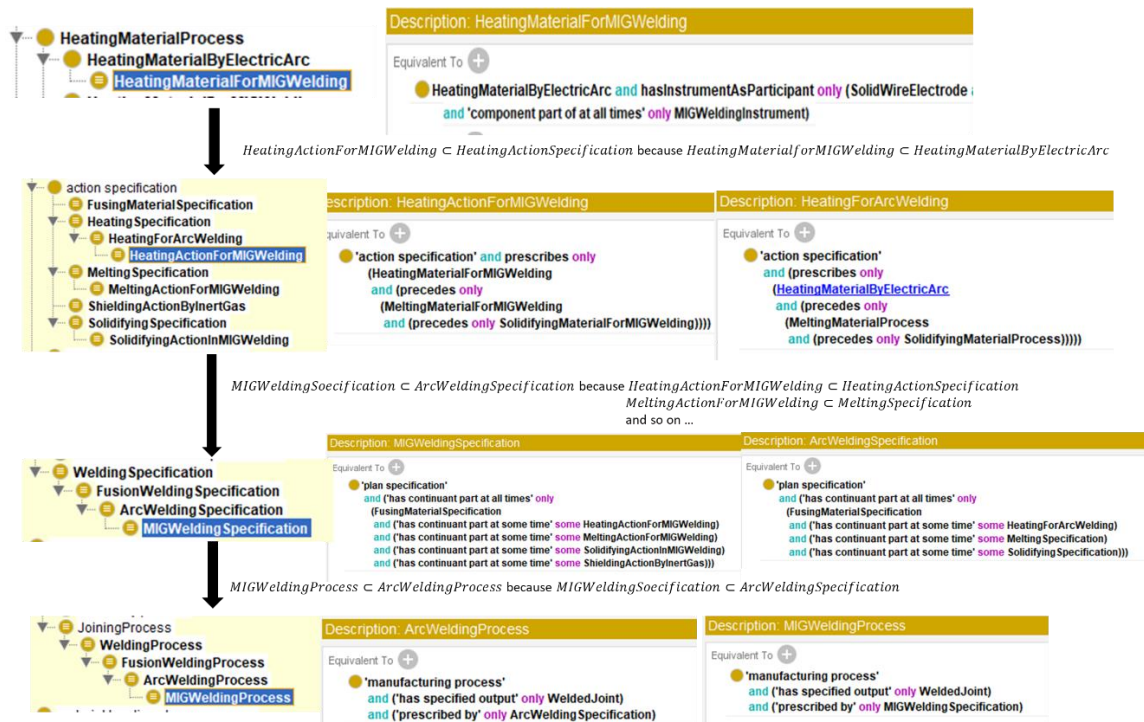 HeatingMaterialProcess
HeatingMaterialByElectricArc
HeatingMaterialForMIGWelding
Description: HeatingMaterialForMIGWelding
Equivalent To
HeatingMaterialByElectricArc and hasInstrumentAsParticipant only (SolidWireElectrode
and 'component part of at all times' only MIGWeldingInstrument)
HeatingActionForMIGWelding ⊂ HeatingActionSpecification because HeatingMaterialforMIGWelding ⊂ HeatingMaterialByElectricArc
action specification
FusingMaterialSpecification
HeatingSpecification
HeatingForArcWelding
HeatingActionForMIGWelding
MeltingSpecification
MeltingActionForMIGWelding
ShieldingActionByInertGas
SolidifyingSpecification
SolidifyingActionInMIGWelding
escription: HeatingActionForMIGWelding
quivalent To
'action specification' and prescribes only
(HeatingMaterialForMIGWelding
and (precedes only
(MeltingMaterialForMIGWelding
and (precedes only SolidifyingMaterialForMIGWelding))))
Description: HeatingForArcWelding
Equivalent To
'action specification'
and (prescribes only
(HeatingMaterialByElectricArc
and (precedes only
(MeltingMaterialProcess
and (precedes only SolidifyingMaterialProcess)))))
MIGWeldingSoecification ⊂ ArcWeldingSpecification because HeatingActionForMIGWelding ⊂ HeatingActionSpecification
MeltingActionForMIGWelding ⊂ MeltingSpecification
and so on ...
WeldingSpecification
FusionWeldingSpecification
ArcWeldingSpecification
MIGWeldingSpecification
Description: MIGWeldingSpecification
Equivalent To
'plan specification'
and ('has continuant part at all times' only
(FusingMaterialSpecification
and ('has continuant part at some time' some HeatingActionForMIGWelding)
and ('has continuant part at some time' some MeltingActionForMIGWelding)
and ('has continuant part at some time' some SolidifyingActionInMIGWelding)
and ('has continuant part at some time' some ShieldingActionByInertGas)))
Description: ArcWeldingSpecification
Equivalent To
'plan specification'
and ('has continuant part at all times' only
(FusingMaterialSpecification
and ('has continuant part at some time' some HeatingForArcWelding)
and ('has continuant part at some time' some MeltingSpecification)
and ('has continuant part at some time' some SolidifyingSpecification)))
MIGWeldingProcess ⊂ ArcWeldingProcess because MIGWeldingSoecification ⊂ ArcWeldingSpecification
JoiningProcess
WeldingProcess
FusionWeldingProcess
ArcWeldingProcess
MIGWeldingProcess
Description: ArcWeldingProcess
Equivalent To
'manufacturing process'
and ('has specified output' only WeldedJoint)
and ('prescribed by' only ArcWeldingSpecification)
Description: MIGWeldingProcess
Equivalent To
'manufacturing process'
and ('has specified output' only WeldedJoint)
and ('prescribed by' only MIGWeldingSpecification)